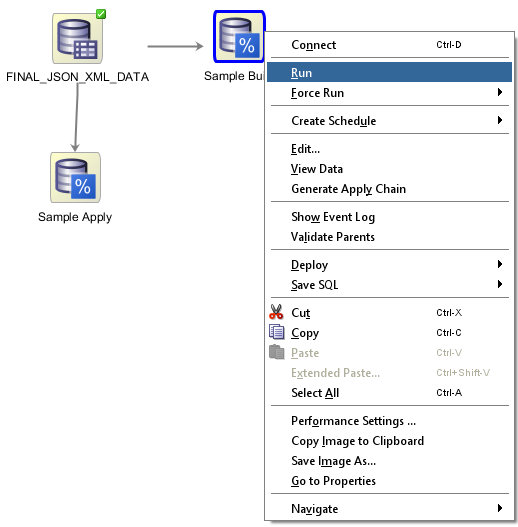 FINAL_JSON_XML_DATA
Sample Bui
Sample Apply
%
%
Connect Ctrl-D
Run
Force Run
Create Schedule
Edit...
View Data
Generate Apply Chain
Show Event Log
Validate Parents
Deploy
Save SQL
Cut Ctrl-X
Copy Ctrl-C
Paste Ctrl-V
Extended Paste... Ctrl+Shift-V
Select All Ctrl-A
Performance Settings ...
Copy Image to Clipboard
Save Image As...
Go to Properties
Navigate